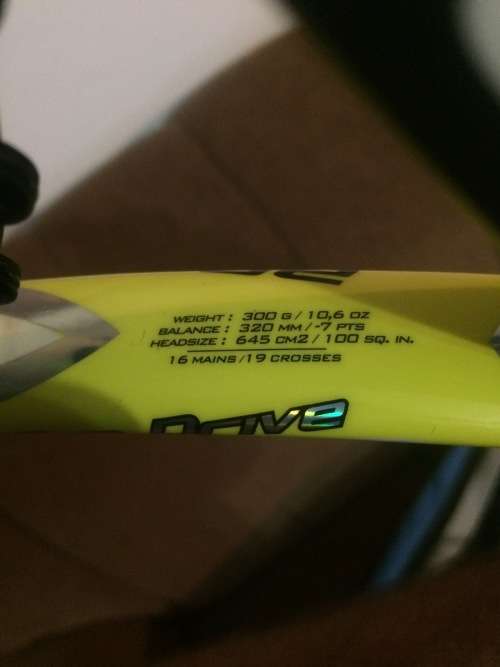 WEIGHT : 300 G / 10,6 OZ
BALANCE : 320 MM / -7 PTS
HEADSIZE : 645 CM2 / 100 SQ. IN.
16 MAINS / 19 CROSSES
Drive